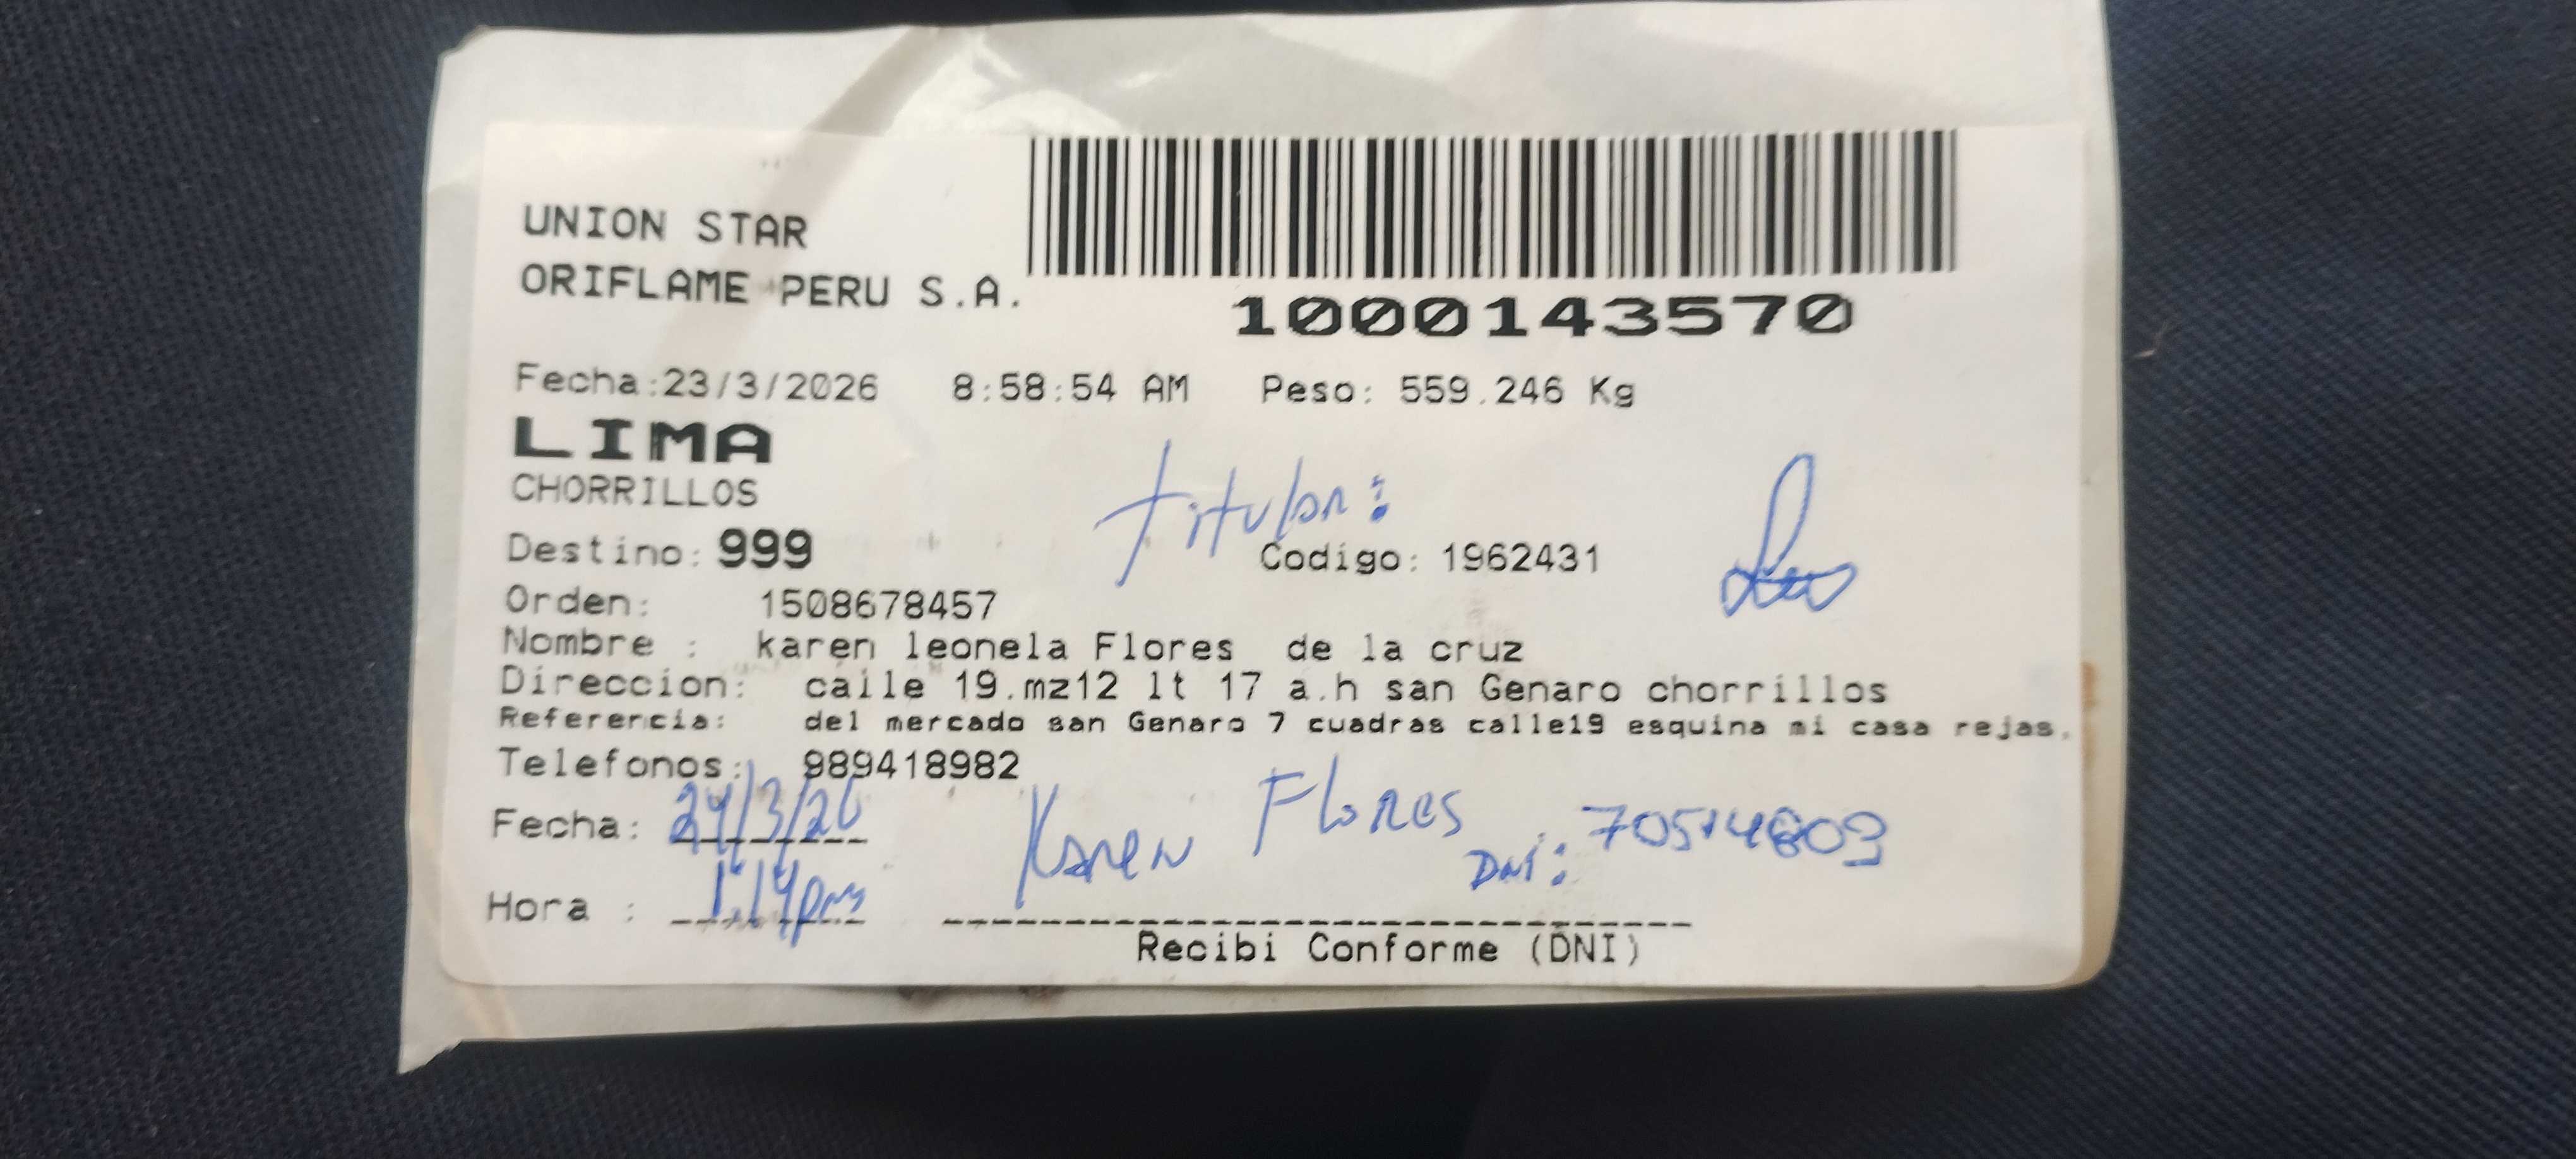 UNION STAR
ORIFLAME PERU S.A.
1000143570
Fecha:23/3/2026 8:58:54 AM Peso: 559.246 Kg
LIMA
CHORRILLOS
titular:
Destino: 999 Codigo: 1962431
Orden: 1508678457
Nombre : karen leonela Flores de la cruz
Direccion: calle 19.mz12 lt 17 a.h san Genaro chorrillos
Referencia: del mercado san Genaro 7 cuadras calle19 esquina mi casa rejas.
Telefonos: 989418982
Fecha: 24/3/26
Karen Flores
DNI:
Hora : 1:14pm
Recibi Conforme (DNI)